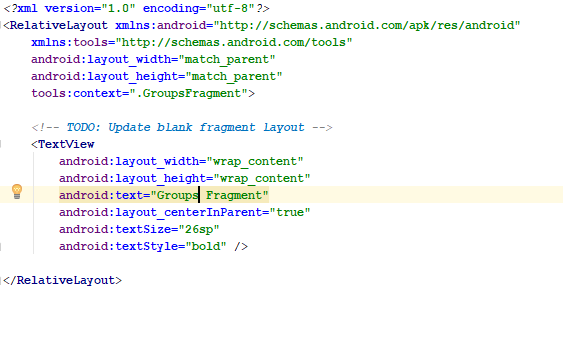 <?xml version="1.0" encoding="utf-8"?>
<RelativeLayout xmlns:android="http://schemas.android.com/apk/res/android"
    xmlns:tools="http://schemas.android.com/tools"
    android:layout_width="match_parent"
    android:layout_height="match_parent"
    tools:context=".GroupsFragment">

    <!-- TODO: Update blank fragment layout -->
    <TextView
        android:layout_width="wrap_content"
        android:layout_height="wrap_content"
        android:text="Groups Fragment"
        android:layout_centerInParent="true"
        android:textSize="26sp"
        android:textStyle="bold" />

</RelativeLayout>